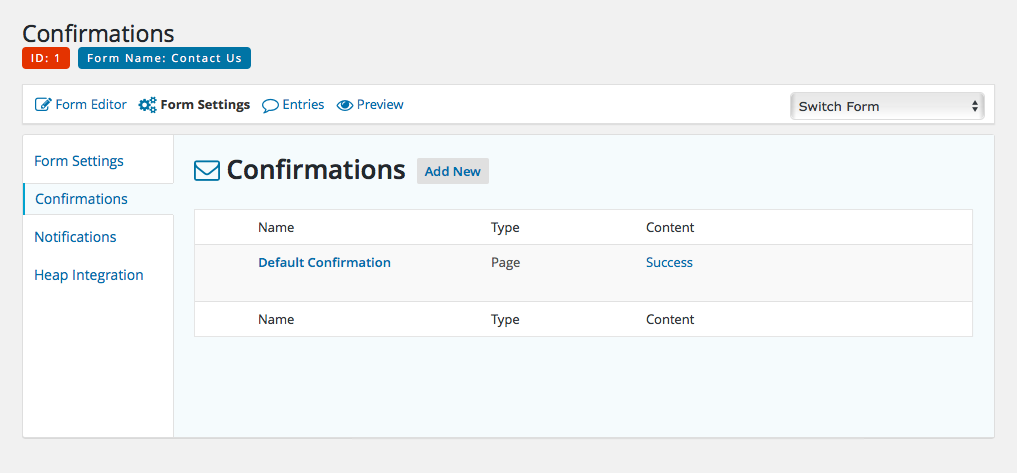 Confirmations
ID: 1 Form Name: Contact Us
Form Editor Form Settings Entries Preview Switch Form
Form Settings
Confirmations
Notifications
Heap Integration
Confirmations Add New
Name Type Content
Default Confirmation Page Success
Name Type Content